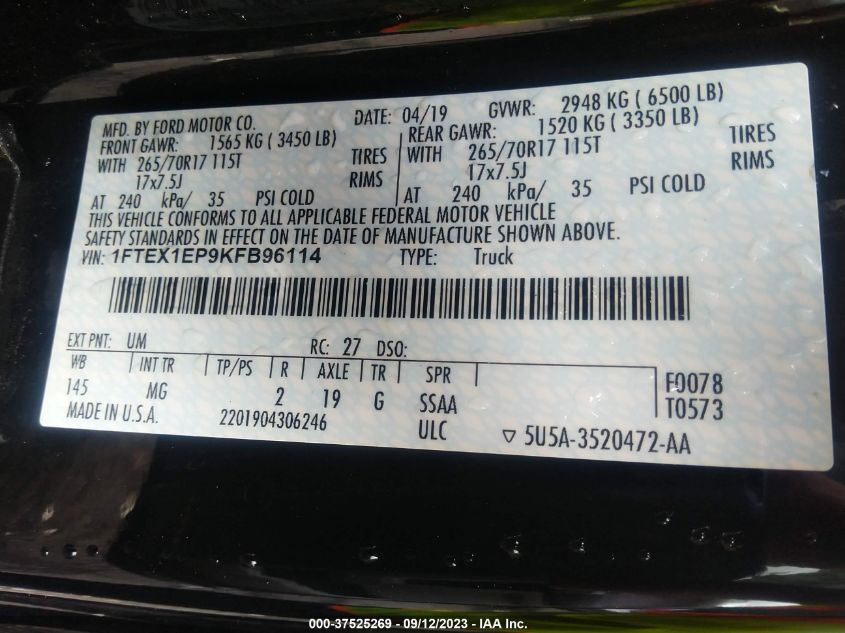 MFD. BY FORD MOTOR CO.
DATE: 04/19 GVWR: 2948 KG ( 6500 LB)
FRONT GAWR: 1565 KG ( 3450 LB)
WITH 265/70R17 115T TIRES
17x7.5J RIMS
AT 240 kPa/ 35 PSI COLD
REAR GAWR: 1520 KG ( 3350 LB)
WITH 265/70R17 115T TIRES
17x7.5J RIMS
AT 240 kPa/ 35 PSI COLD
THIS VEHICLE CONFORMS TO ALL APPLICABLE FEDERAL MOTOR VEHICLE
SAFETY STANDARDS IN EFFECT ON THE DATE OF MANUFACTURE SHOWN ABOVE.
VIN: 1FTEX1EP9KFB96114 TYPE: Truck
EXT PNT: UM RC: 27 DSO:
WB INT TR TP/PS R AXLE TR SPR
145 MG 2 19 G SSAA
F0078
T0573
MADE IN U.S.A. 2201904306246 ULC
▽ 5U5A-3520472-AA
000-37525269 - 09/12/2023 - © COPYRIGHT 2023, IAA, Inc.